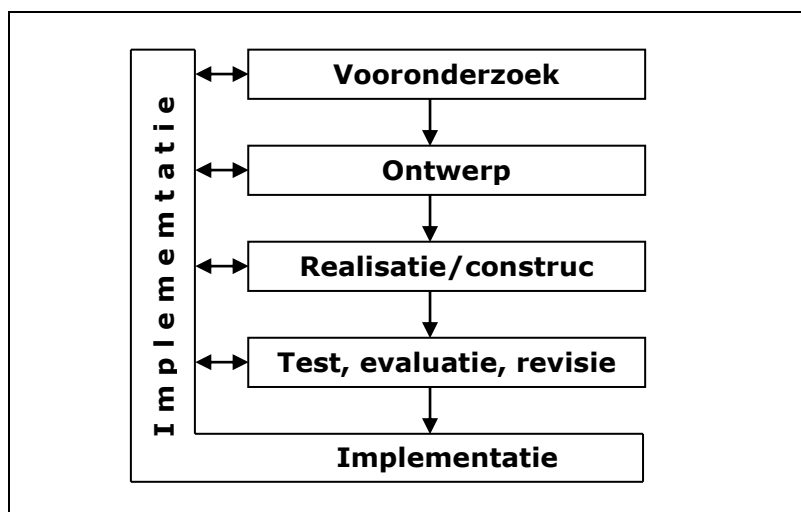 Implememtatie
Vooronderzoek
Ontwerp
Realisatie/construc
Test, evaluatie, revisie
Implementatie